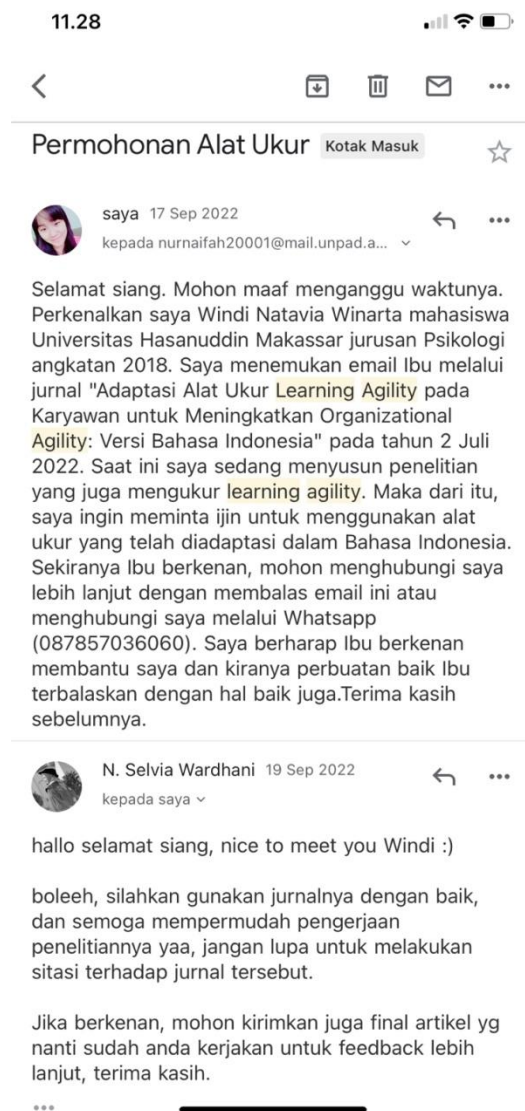 11.28
Permohonan Alat Ukur Kotak Masuk
saya 17 Sep 2022
kepada nurnaifah20001@mail.unpad.a...
Selamat siang. Mohon maaf menganggu waktunya.
Perkenalkan saya Windi Natavia Winarta mahasiswa
Universitas Hasanuddin Makassar jurusan Psikologi
angkatan 2018. Saya menemukan email Ibu melalui
jurnal "Adaptasi Alat Ukur Learning Agility pada
Karyawan untuk Meningkatkan Organizational
Agility: Versi Bahasa Indonesia" pada tahun 2 Juli
2022. Saat ini saya sedang menyusun penelitian
yang juga mengukur learning agility. Maka dari itu,
saya ingin meminta ijin untuk menggunakan alat
ukur yang telah diadaptasi dalam Bahasa Indonesia.
Sekiranya Ibu berkenan, mohon menghubungi saya
lebih lanjut dengan membalas email ini atau
menghubungi saya melalui Whatsapp
(087857036060). Saya berharap Ibu berkenan
membantu saya dan kiranya perbuatan baik Ibu
terbalaskan dengan hal baik juga.Terima kasih
sebelumnya.
N. Selvia Wardhani 19 Sep 2022
kepada saya
hallo selamat siang, nice to meet you Windi :)
boleeh, silahkan gunakan jurnalnya dengan baik,
dan semoga mempermudah pengerjaan
penelitiannya yaa, jangan lupa untuk melakukan
sitasi terhadap jurnal tersebut.
Jika berkenan, mohon kirimkan juga final artikel yg
nanti sudah anda kerjakan untuk feedback lebih
lanjut, terima kasih.